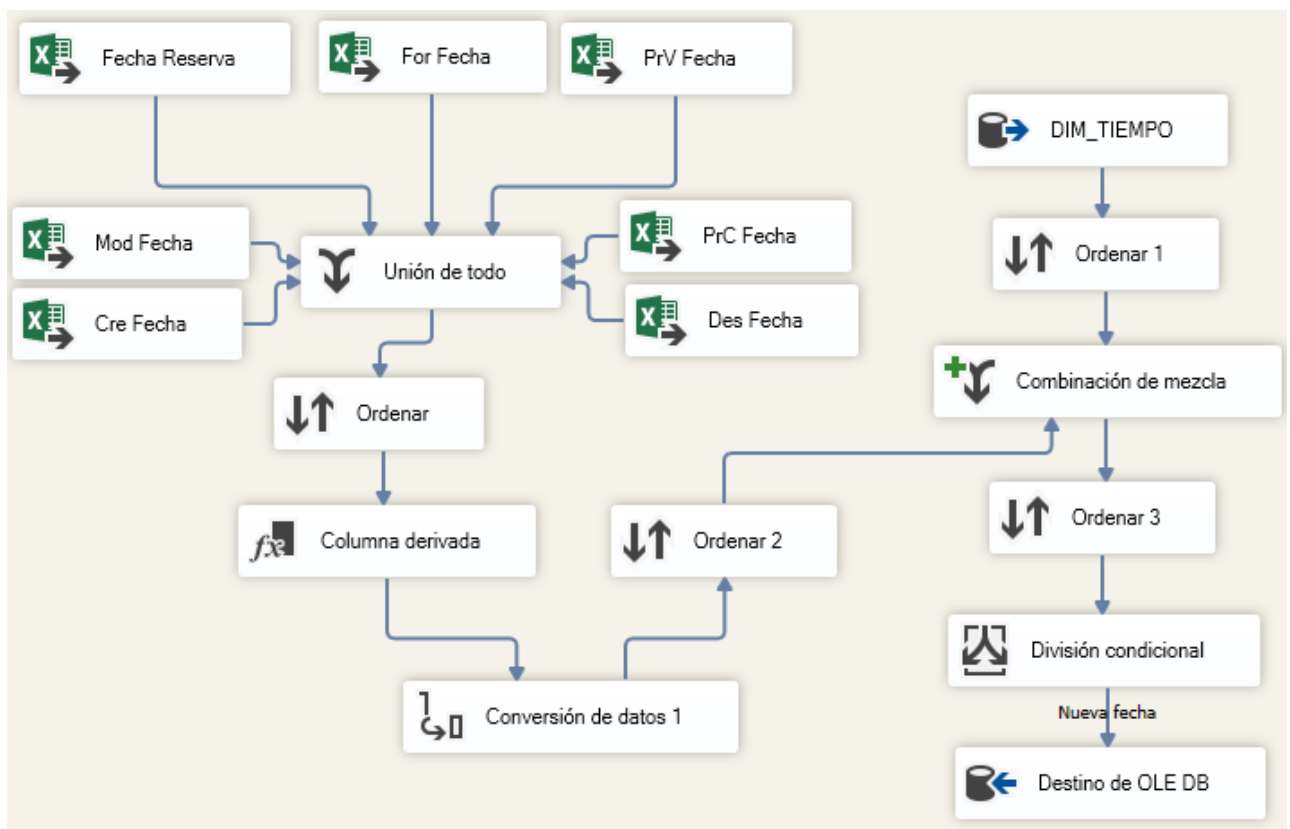 Fecha Reserva
For Fecha
PrV Fecha
DIM_TIEMPO
Mod Fecha
PrC Fecha
Unión de todo
Ordenar 1
Cre Fecha
Des Fecha
Combinación de mezcla
Ordenar
Ordenar 3
Columna derivada
Ordenar 2
División condicional
Conversión de datos 1
Nueva fecha
Destino de OLE DB